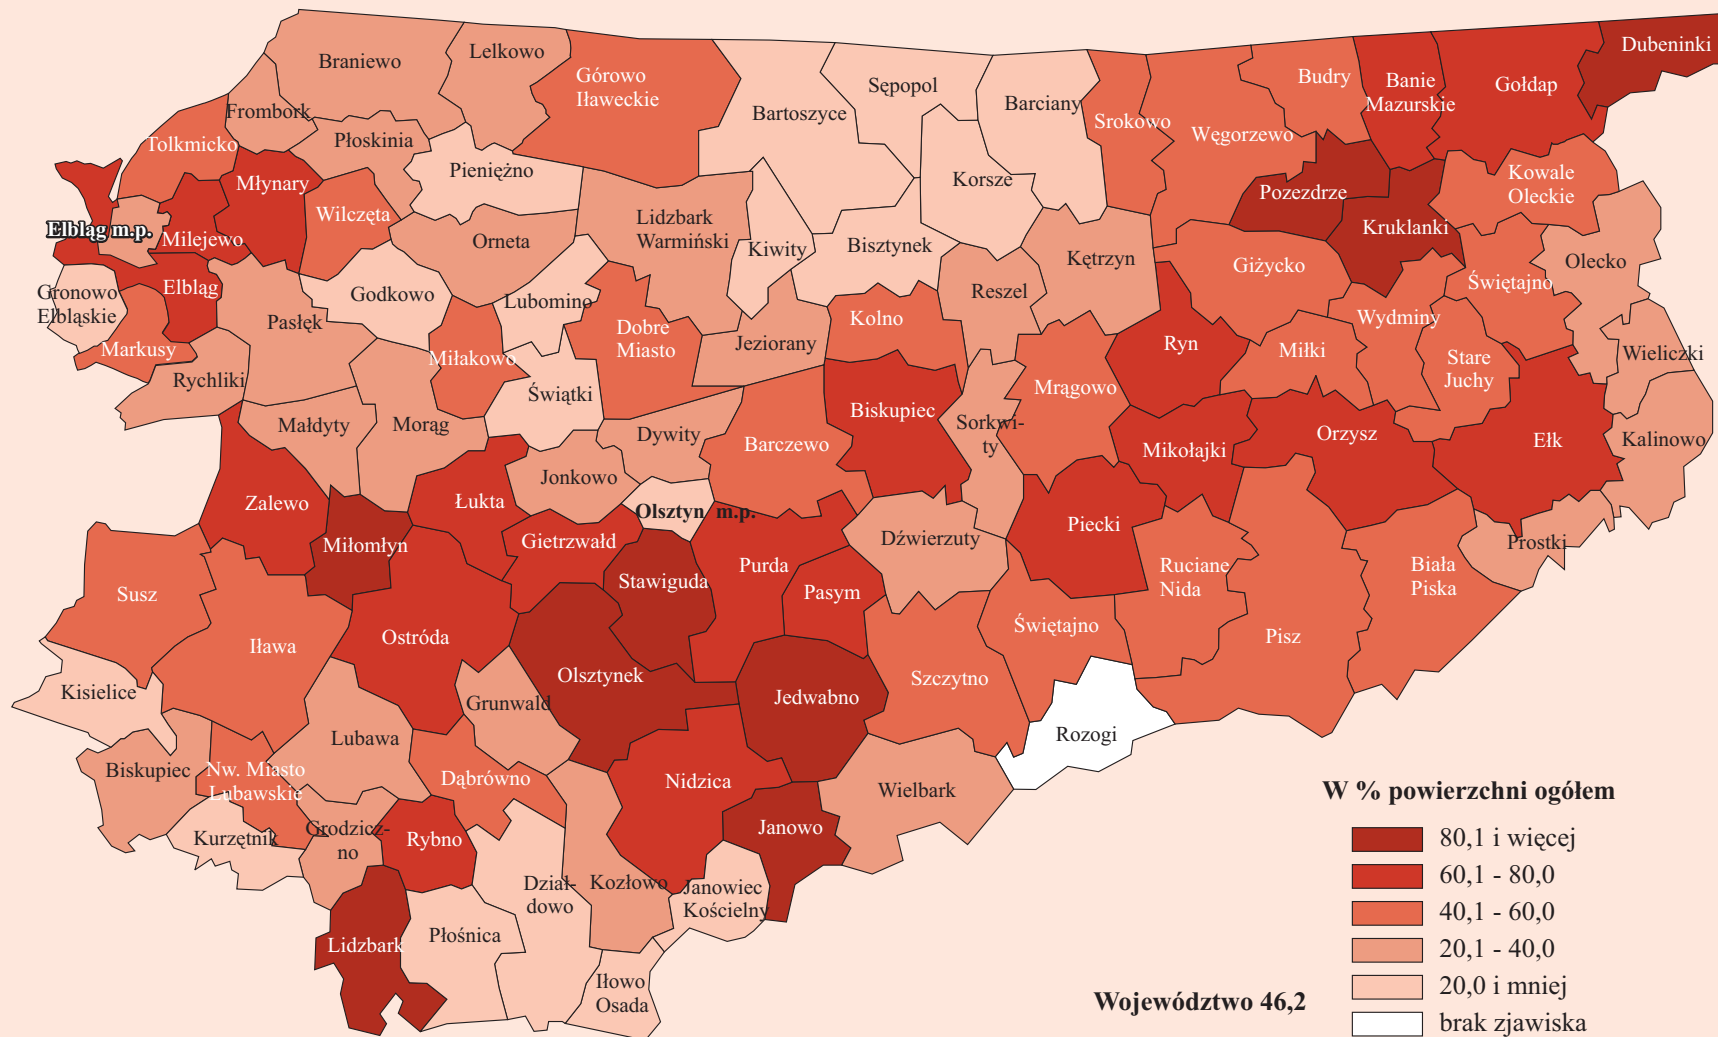 Braniewo
Lelkowo
Górowo
Iławeckie
Bartoszyce
Sępopol
Barciany
Srokowo
Węgorzewo
Budry
Banie
Mazurskie
Gołdap
Dubeninki
Frombork
Tolkmicko
Płoskinia
Pieniężno
Młynary
Wilczęta
Korsze
Pozezdrze
Kruklanki
Kowale
Oleckie
Elbląg m.p.
Milejewo
Orneta
Lidzbark
Warmiński
Kiwity
Bisztynek
Kętrzyn
Giżycko
Olecko
Świętajno
Gronowo
Elbląskie
Elbląg
Godkowo
Lubomino
Reszel
Pasłęk
Dobre
Miasto
Kolno
Jeziorany
Wydminy
Markusy
Miłakowo
Ryn
Miłki
Stare
Juchy
Wieliczki
Rychliki
Świątki
Mrągowo
Małdyty
Morąg
Dywity
Barczewo
Biskupiec
Sorkwi-
ty
Mikołajki
Orzysz
Ełk
Kalinowo
Zalewo
Łukta
Jonkowo
Olsztyn m.p.
Miłomłyn
Gietrzwałd
Stawiguda
Purda
Pasym
Dźwierzuty
Piecki
Ruciane
Nida
Prostki
Biała
Piska
Susz
Iława
Ostróda
Świętajno
Pisz
Kisielice
Olsztynek
Jedwabno
Szczytno
Grunwald
Lubawa
Rozogi
Biskupiec
Nw. Miasto
Lubawskie
Dąbrówno
Nidzica
Wielbark
Kurzętnik
Grodzicz-
no
Rybno
Janowo
Dział-
dowo
Kozłowo
Janowiec
Kościelny
Lidzbark
Płośnica
Iłowo
Osada
W % powierzchni ogółem
80,1 i więcej
60,1 - 80,0
40,1 - 60,0
20,1 - 40,0
20,0 i mniej
brak zjawiska
Województwo 46,2